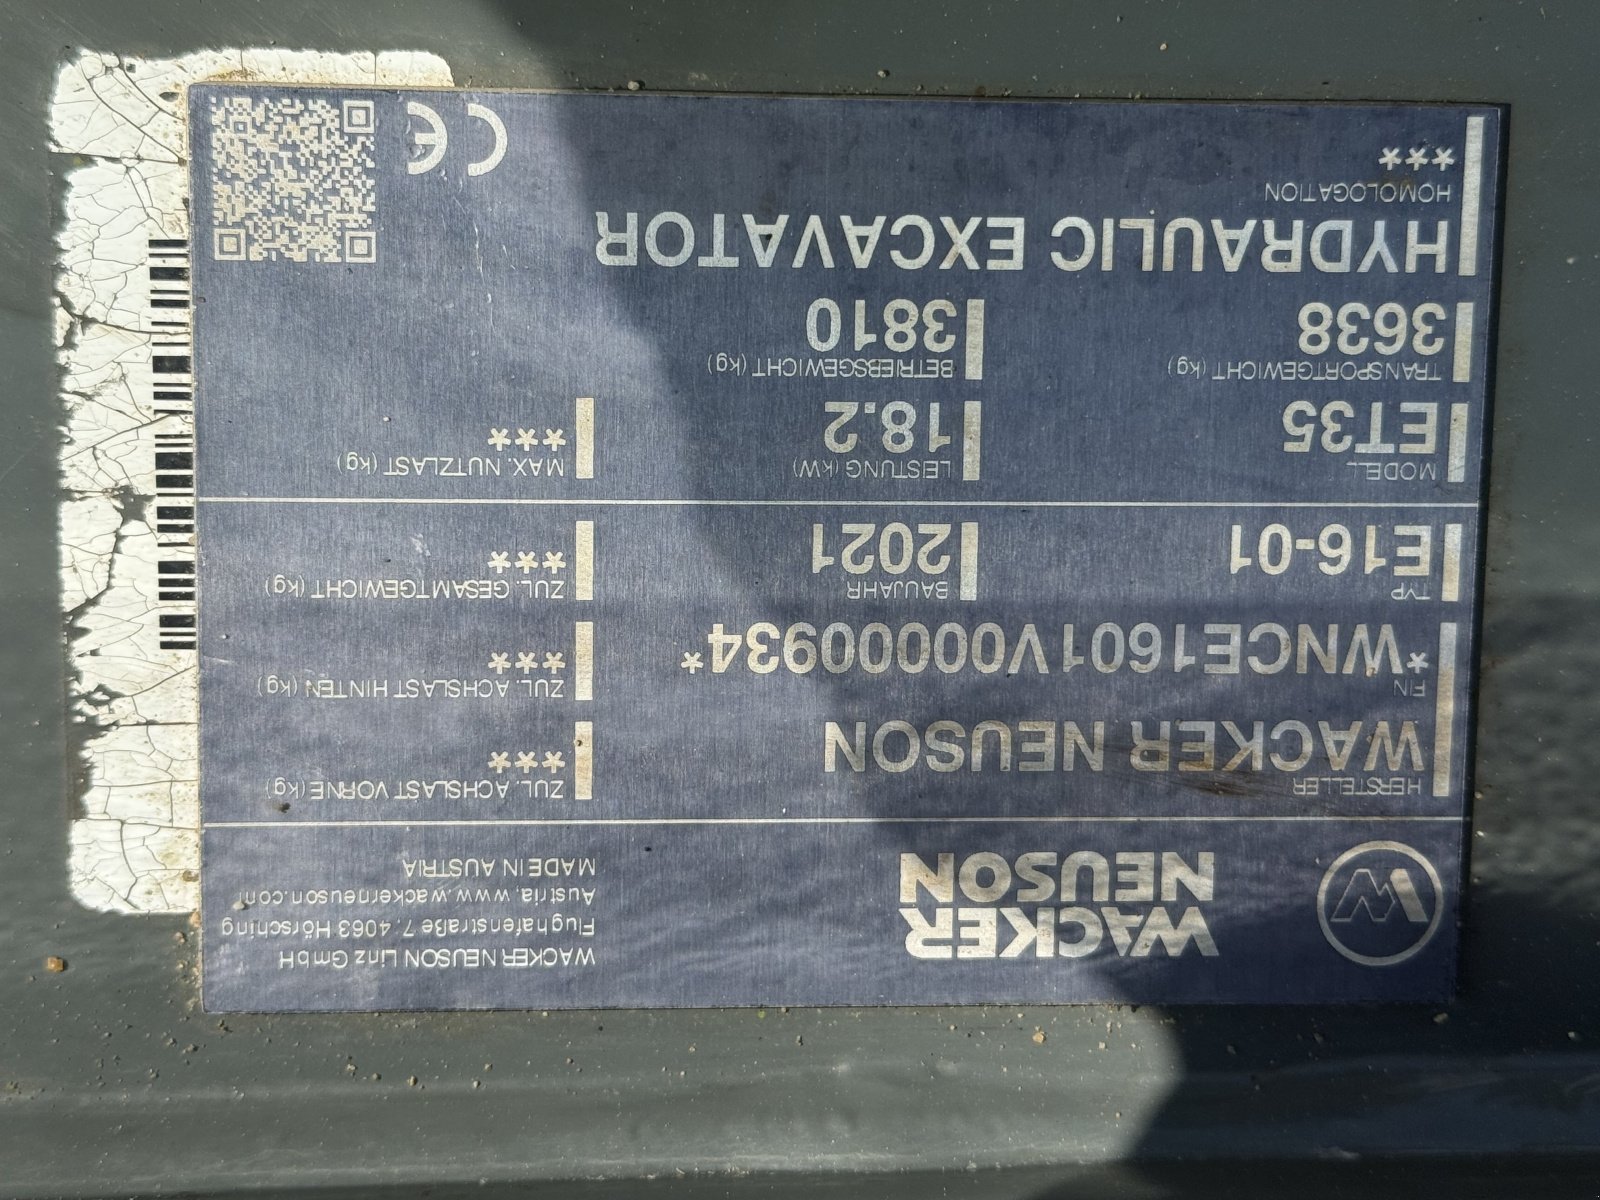 WACKER
NEUSON
WACKER NEUSON Linz GmbH
Flughafenstraße 7, 4063 Hörsching
Austria, www.wackerneuson.com
MADE IN AUSTRIA
HERSTELLER
WACKER NEUSON
FIN
*WNCE1601V00000934*
TYP
E16-01
BAUJAHR
2021
MODELL
ET35
LEISTUNG (kW)
18.2
TRANSPORTGEWICHT (kg)
3638
BETRIEBSGEWICHT (kg)
3810
HYDRAULIC EXCAVATOR
HOMOLOGATION
***
ZUL. ACHSLAST VORNE (kg)
***
ZUL. ACHSLAST HINTEN (kg)
***
ZUL. GESAMTGEWICHT (kg)
***
MAX. NUTZLAST (kg)
***
CE